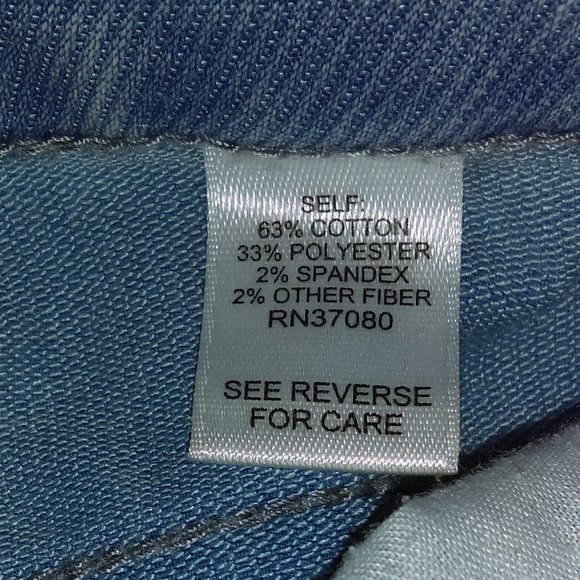 SELF:
63% COTTON
33% POLYESTER
2% SPANDEX
2% OTHER FIBER
RN37080
SEE REVERSE
FOR CARE